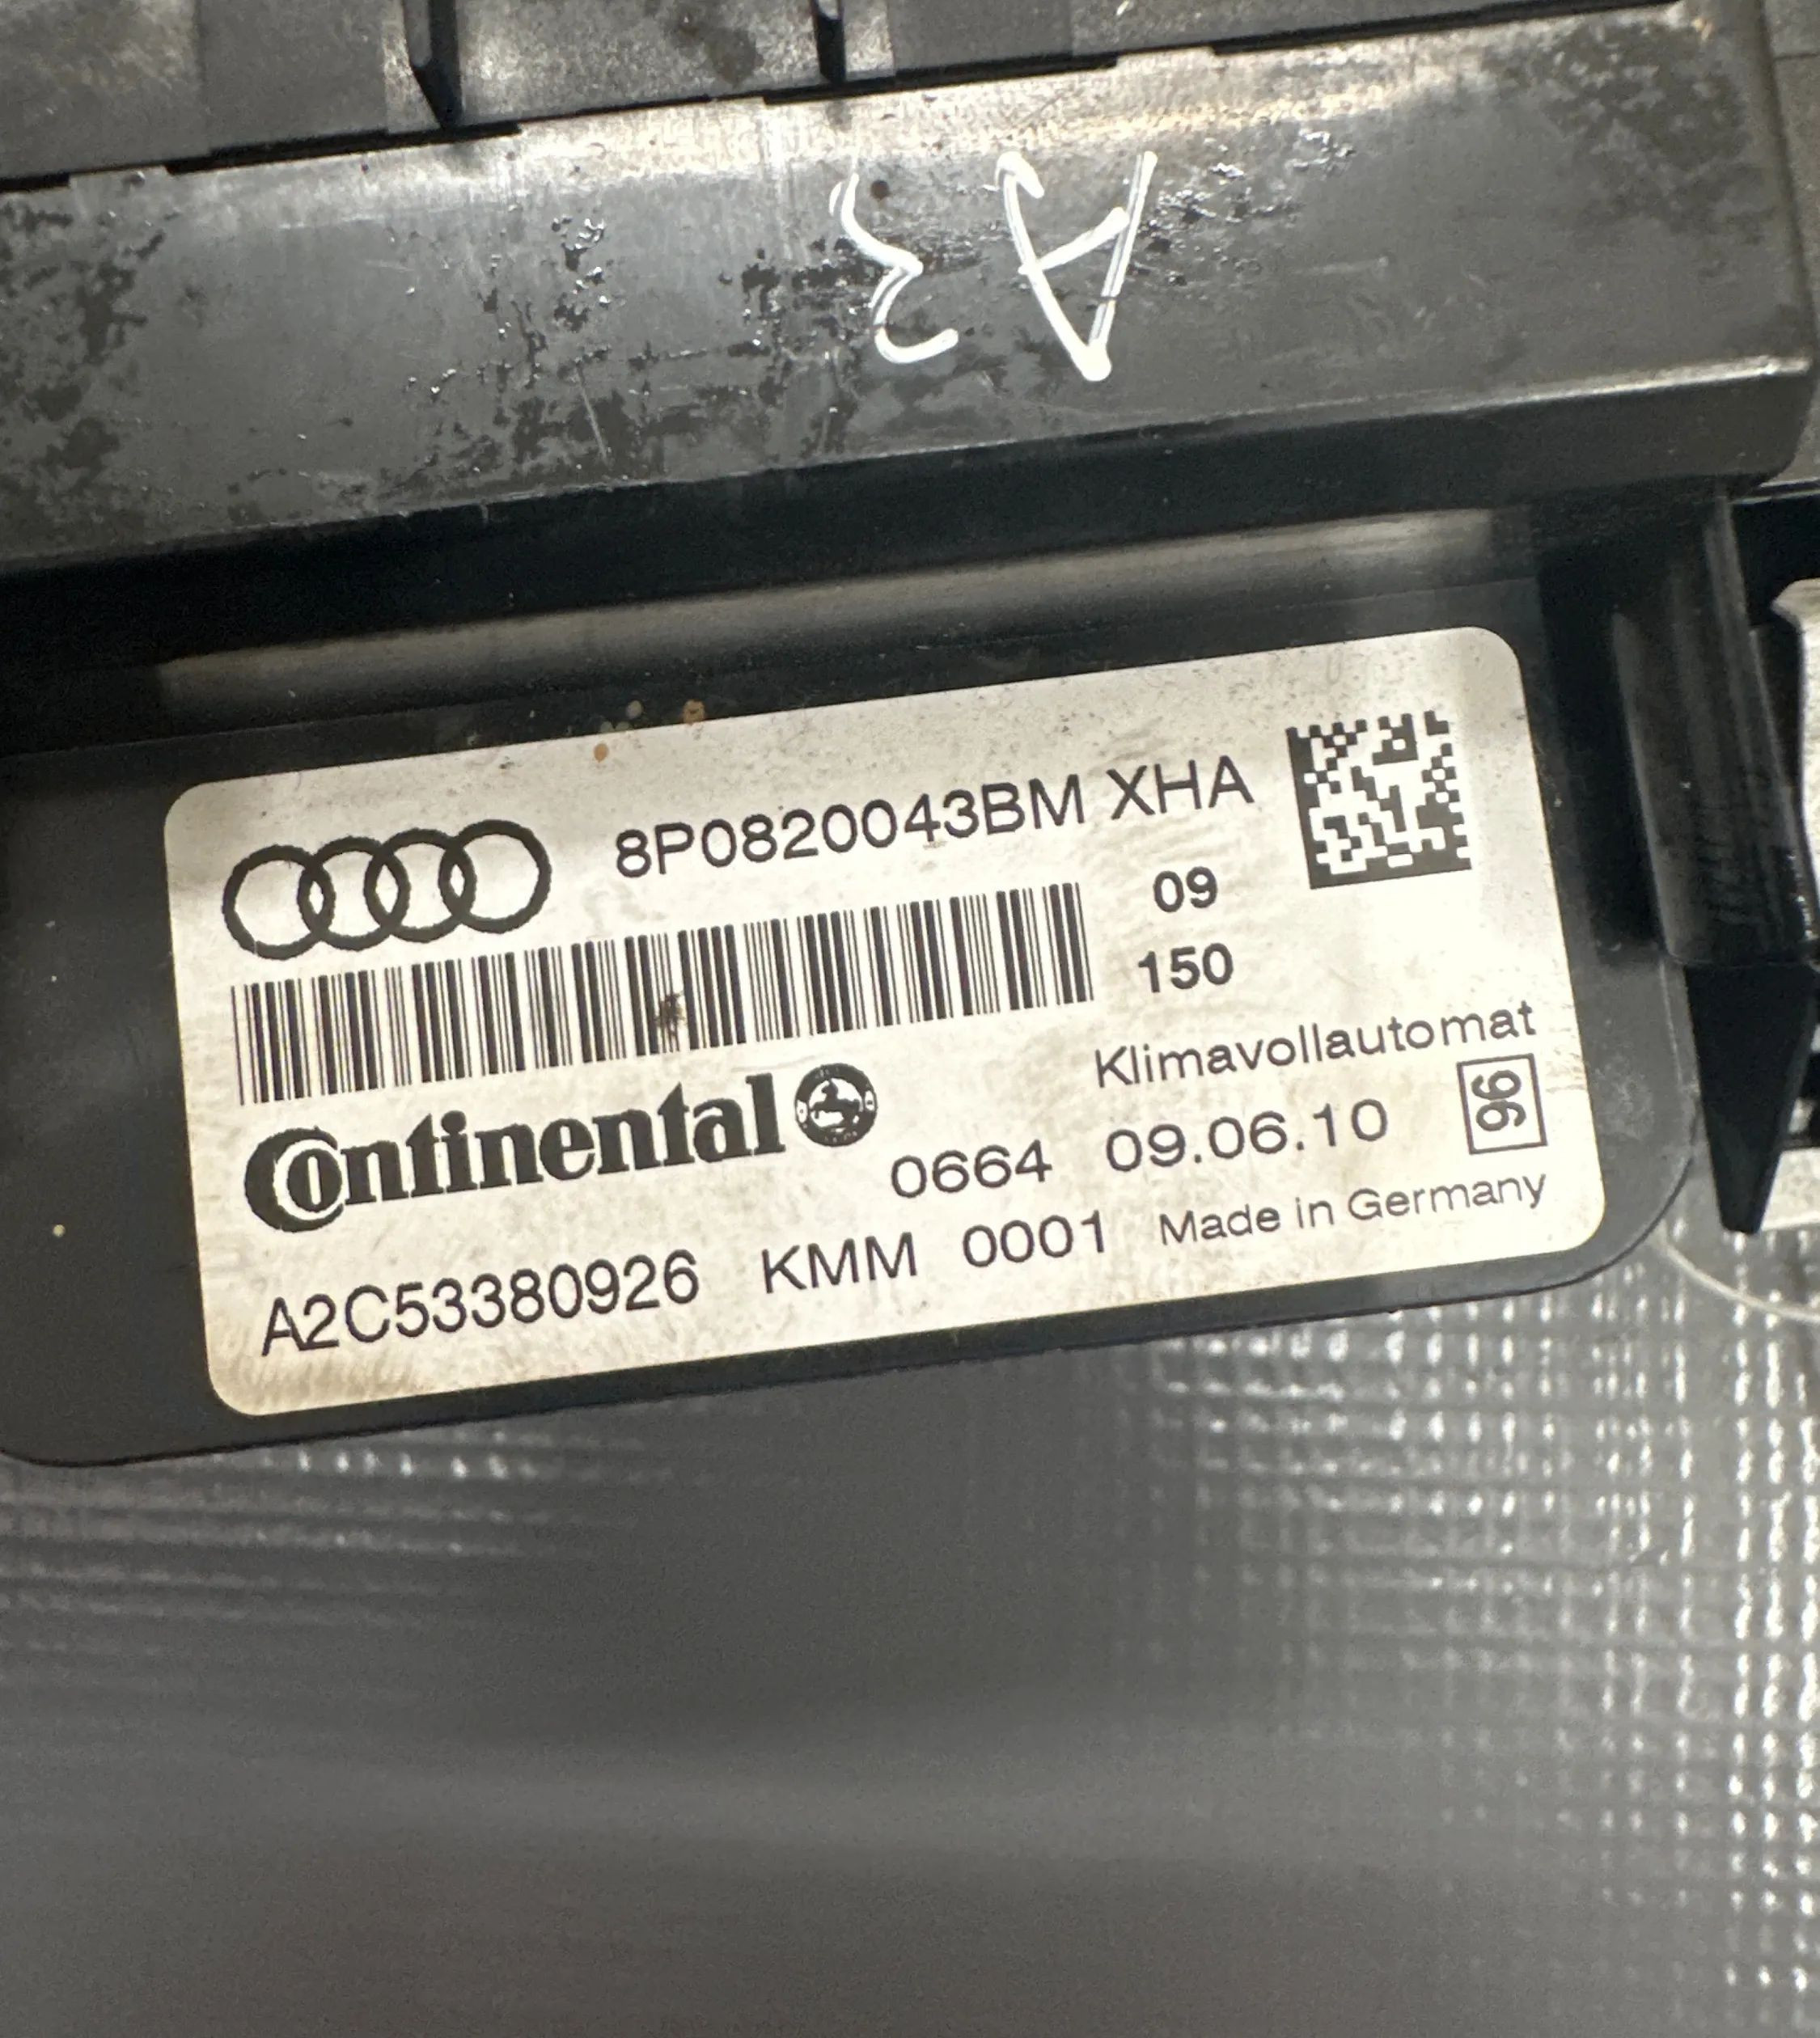 A3
8P0820043BM XHA
09
150
Klimavollautomat
Continental
0664 09.06.10 96
A2C53380926 KMM 0001 Made in Germany